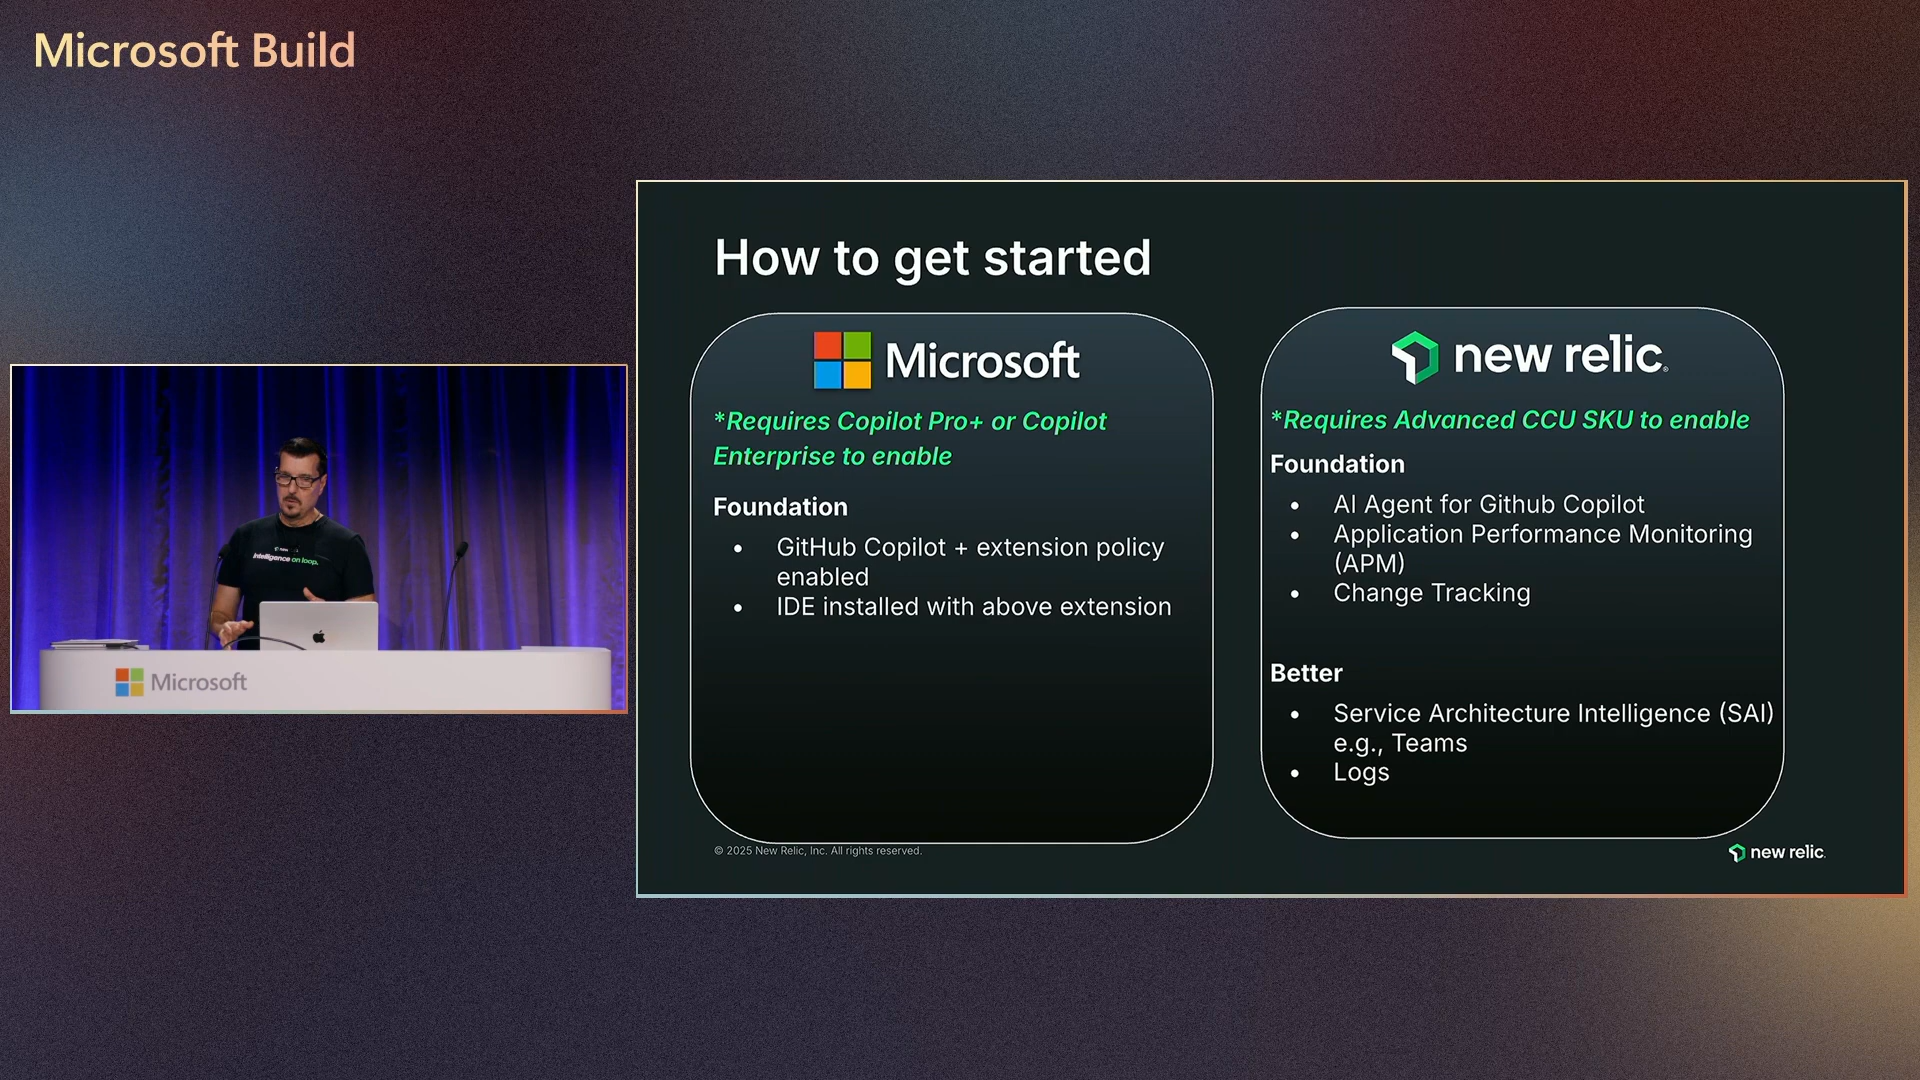 Microsoft Build
How to get started
Microsoft
*Requires Copilot Pro+ or Copilot
Enterprise to enable
Foundation
• GitHub Copilot + extension policy
enabled
• IDE installed with above extension
new relic.
*Requires Advanced CCU SKU to enable
Foundation
• AI Agent for Github Copilot
• Application Performance Monitoring
(APM)
• Change Tracking
Better
• Service Architecture Intelligence (SAI)
e.g., Teams
• Logs
© 2025 New Relic, Inc. All rights reserved.
new relic.
intelligence on loop.
Microsoft